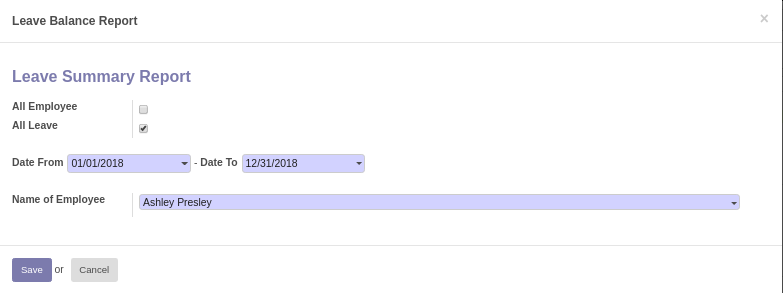 Leave Balance Report ×
Leave Summary Report
All Employee
All Leave
Date From 01/01/2018 - Date To 12/31/2018
Name of Employee Ashley Presley
Save or Cancel